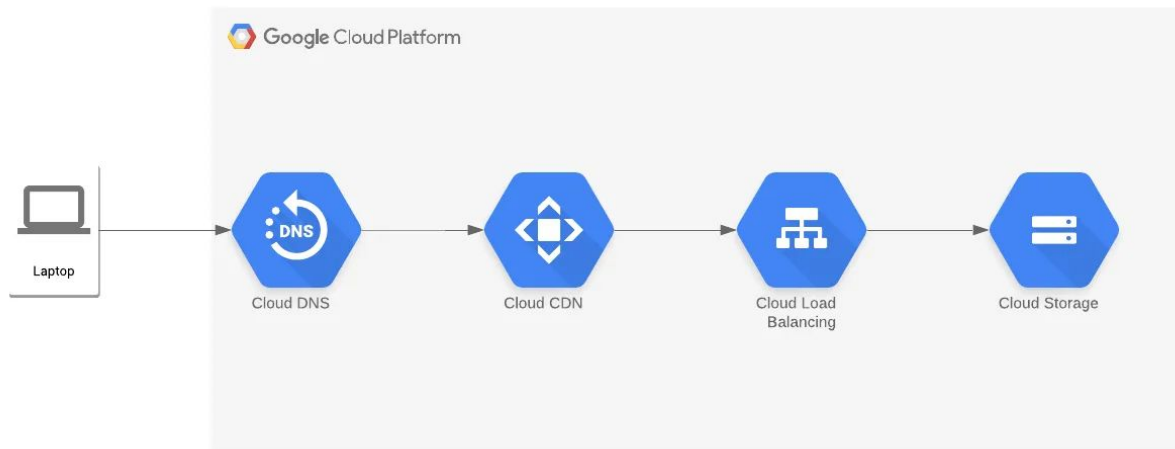 Google Cloud Platform
DNS
Laptop
Cloud DNS
Cloud CDN
Cloud Load
Balancing
Cloud Storage